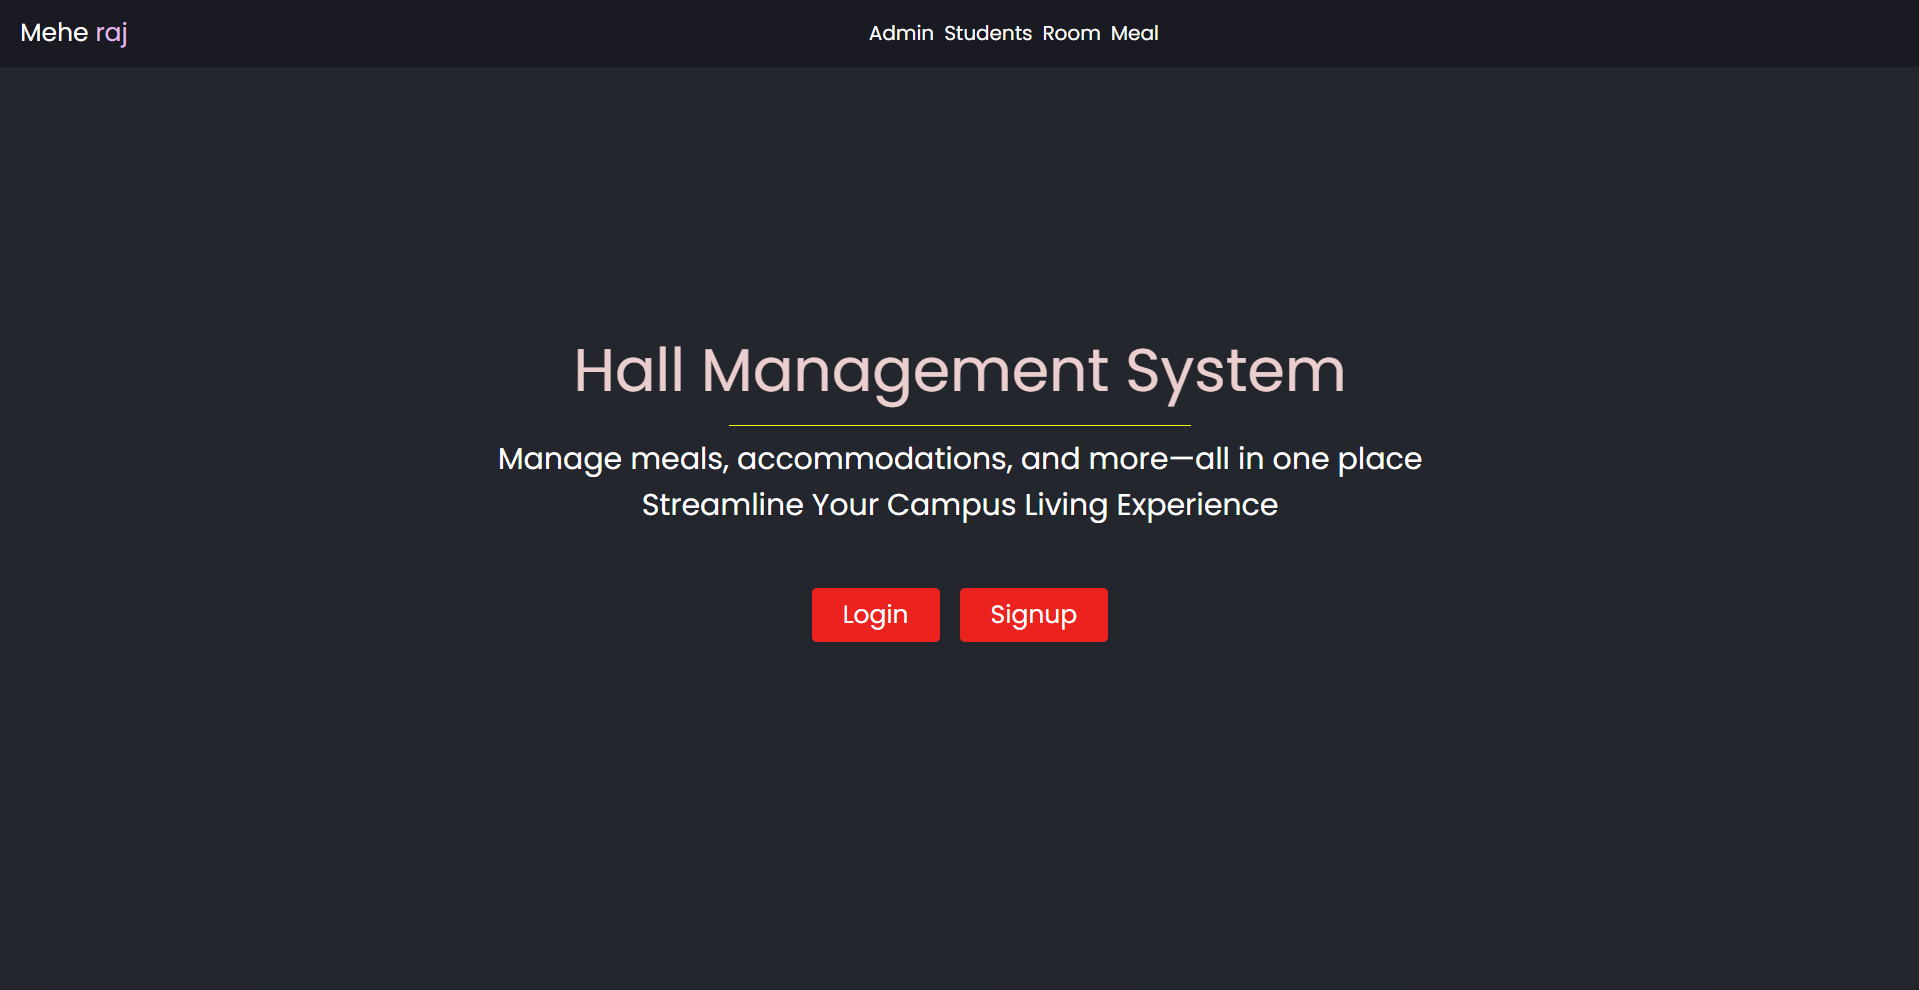 Mehe raj
Admin Students Room Meal
Hall Management System
Manage meals, accommodations, and more—all in one place
Streamline Your Campus Living Experience
Login Signup